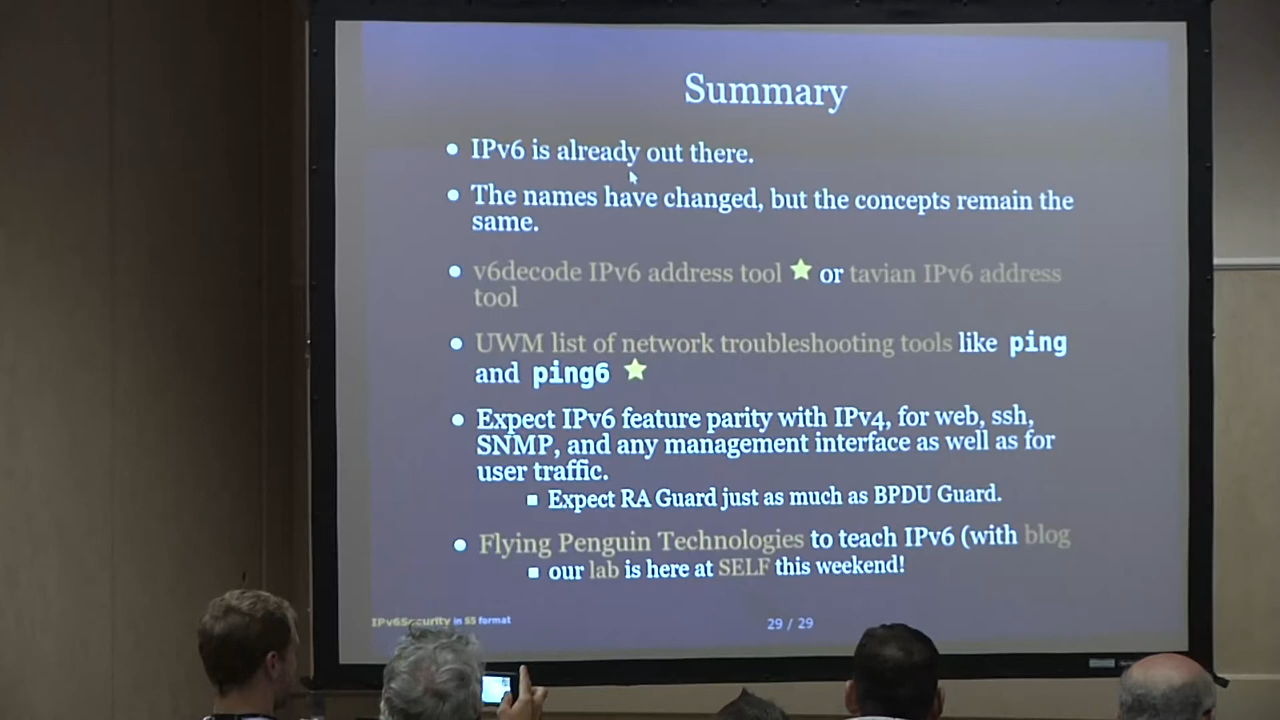 Summary
IPv6 is already out there.
The names have changed, but the concepts remain the
same.
v6decode IPv6 address tool or tavian IPv6 address
tool
UWM list of network troubleshooting tools like ping
and ping6
Expect IPv6 feature parity with IPv4, for web, ssh,
SNMP, and any management interface as well as for
user traffic.
Expect RA Guard just as much as BPDU Guard.
Flying Penguin Technologies to teach IPv6 (with blog
our lab is here at SELF this weekend!
IPv6Security in S5 format
29 / 29